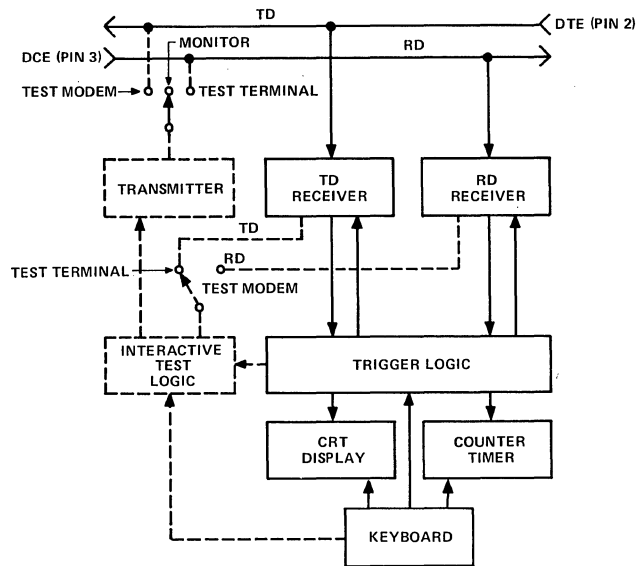 TD
DTE (PIN 2)
MONITOR
RD
DCE (PIN 3)
TEST MODEM
TEST TERMINAL
TRANSMITTER
TD
RECEIVER
RD
RECEIVER
TD
TEST TERMINAL
RD
TEST MODEM
INTERACTIVE
TEST
LOGIC
TRIGGER LOGIC
CRT
DISPLAY
COUNTER
TIMER
KEYBOARD